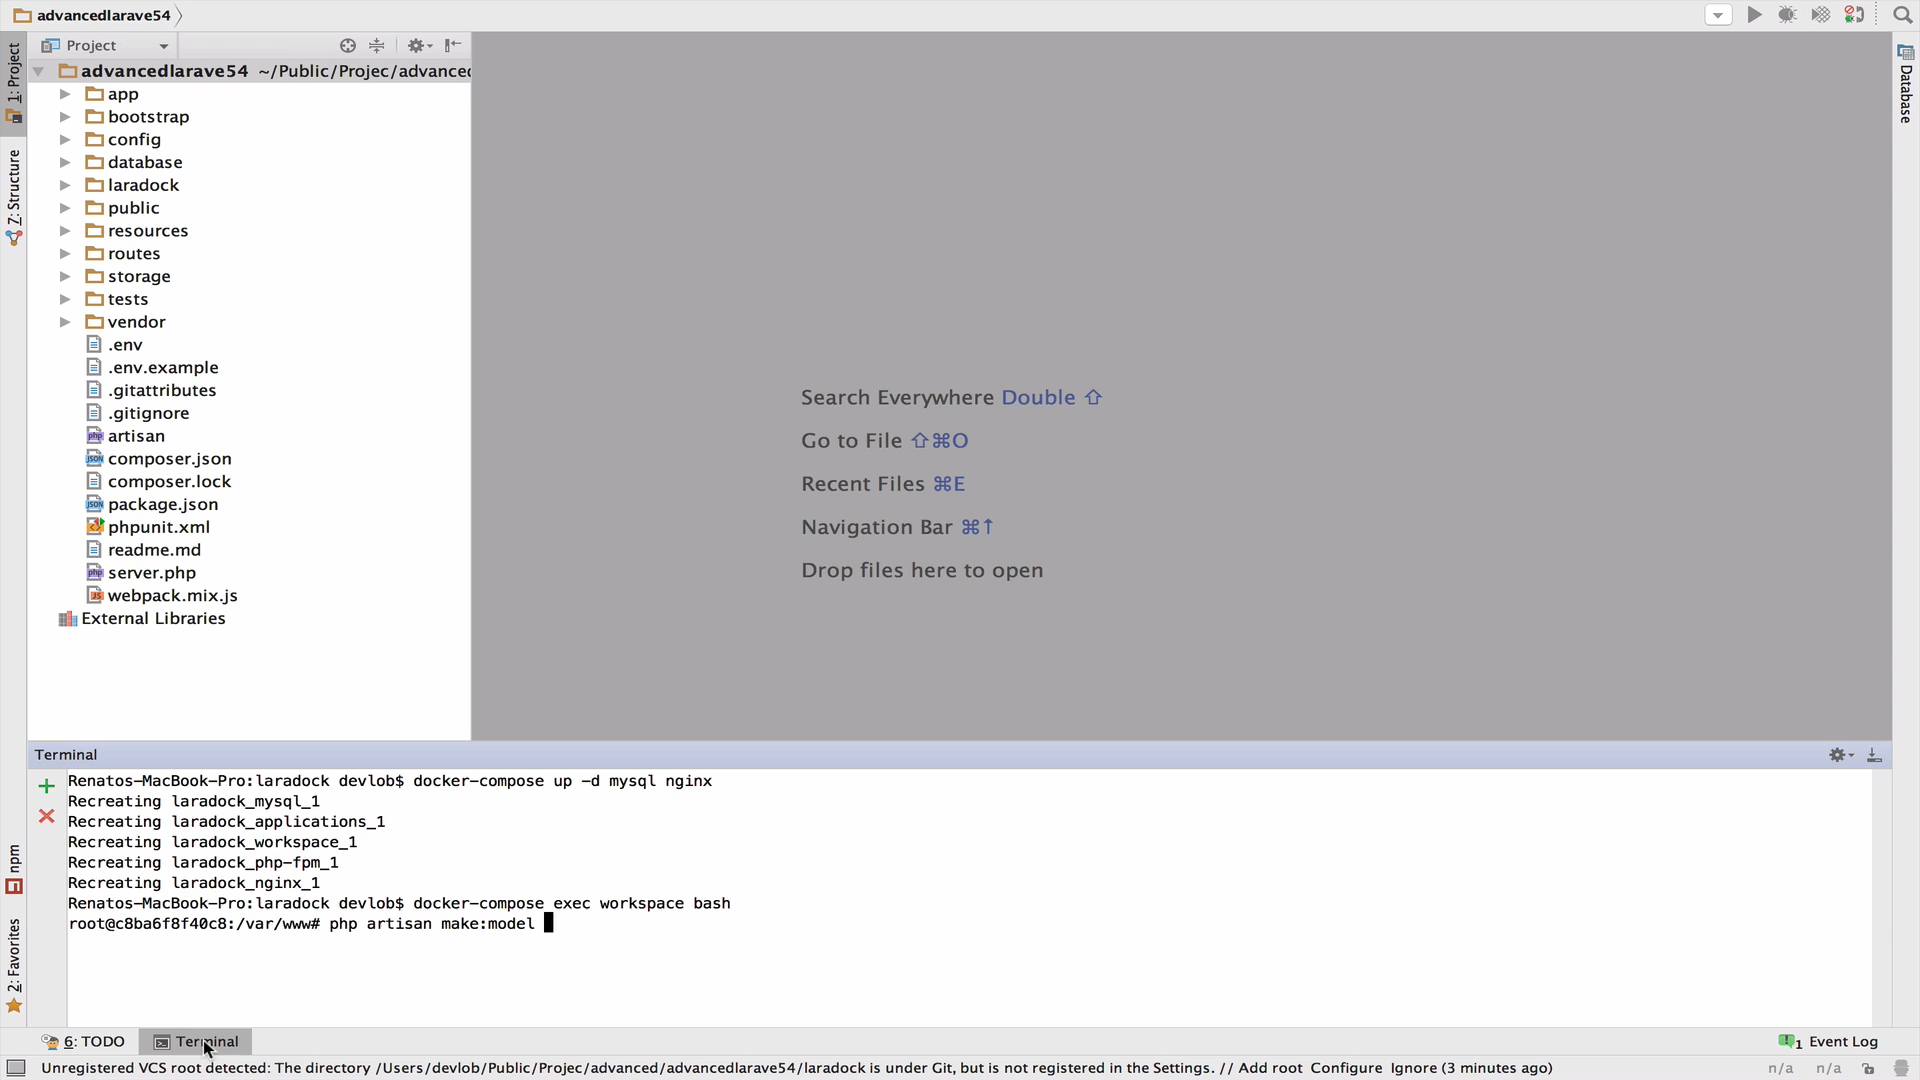 advancedlarave54
1: Project
Project
Database
advancedlarave54 ~/Public/Projec/advanced
app
bootstrap
config
database
Z: Structure
laradock
public
resources
routes
storage
tests
vendor
.env
.env.example
.gitattributes
.gitignore
artisan
composer.json
composer.lock
package.json
phpunit.xml
readme.md
server.php
webpack.mix.js
External Libraries
Search Everywhere Double ⇧
Go to File ⇧⌘O
Recent Files ⌘E
Navigation Bar ⌘↑
Drop files here to open
Terminal
Renatos-MacBook-Pro:laradock devlob$ docker-compose up -d mysql nginx
Recreating laradock_mysql_1
Recreating laradock_applications_1
Recreating laradock_workspace_1
Recreating laradock_php-fpm_1
Recreating laradock_nginx_1
Renatos-MacBook-Pro:laradock devlob$ docker-compose exec workspace bash
root@c8ba6f8f40c8:/var/www# php artisan make:model
npm
2: Favorites
6: TODO
Terminal
1 Event Log
Unregistered VCS root detected: The directory /Users/devlob/Public/Projec/advanced/advancedlarave54/laradock is under Git, but is not registered in the Settings. // Add root Configure Ignore (3 minutes ago)
n/a n/a